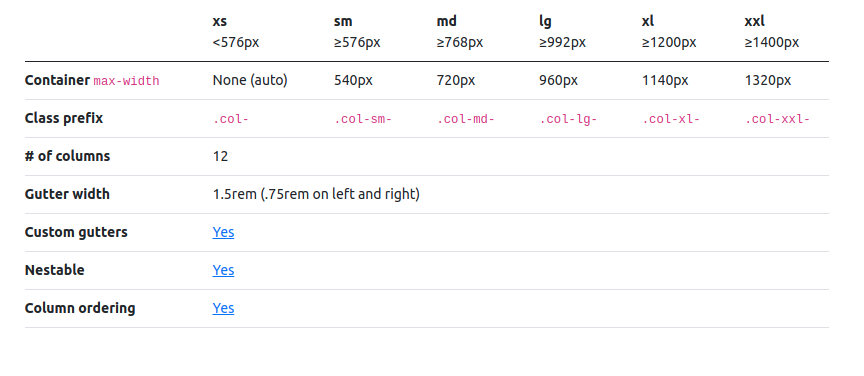 xs sm md lg xl xxl
<576px ≥576px ≥768px ≥992px ≥1200px ≥1400px
Container max-width None (auto) 540px 720px 960px 1140px 1320px
Class prefix .col- .col-sm- .col-md- .col-lg- .col-xl- .col-xxl-
# of columns 12
Gutter width 1.5rem (.75rem on left and right)
Custom gutters Yes
Nestable Yes
Column ordering Yes